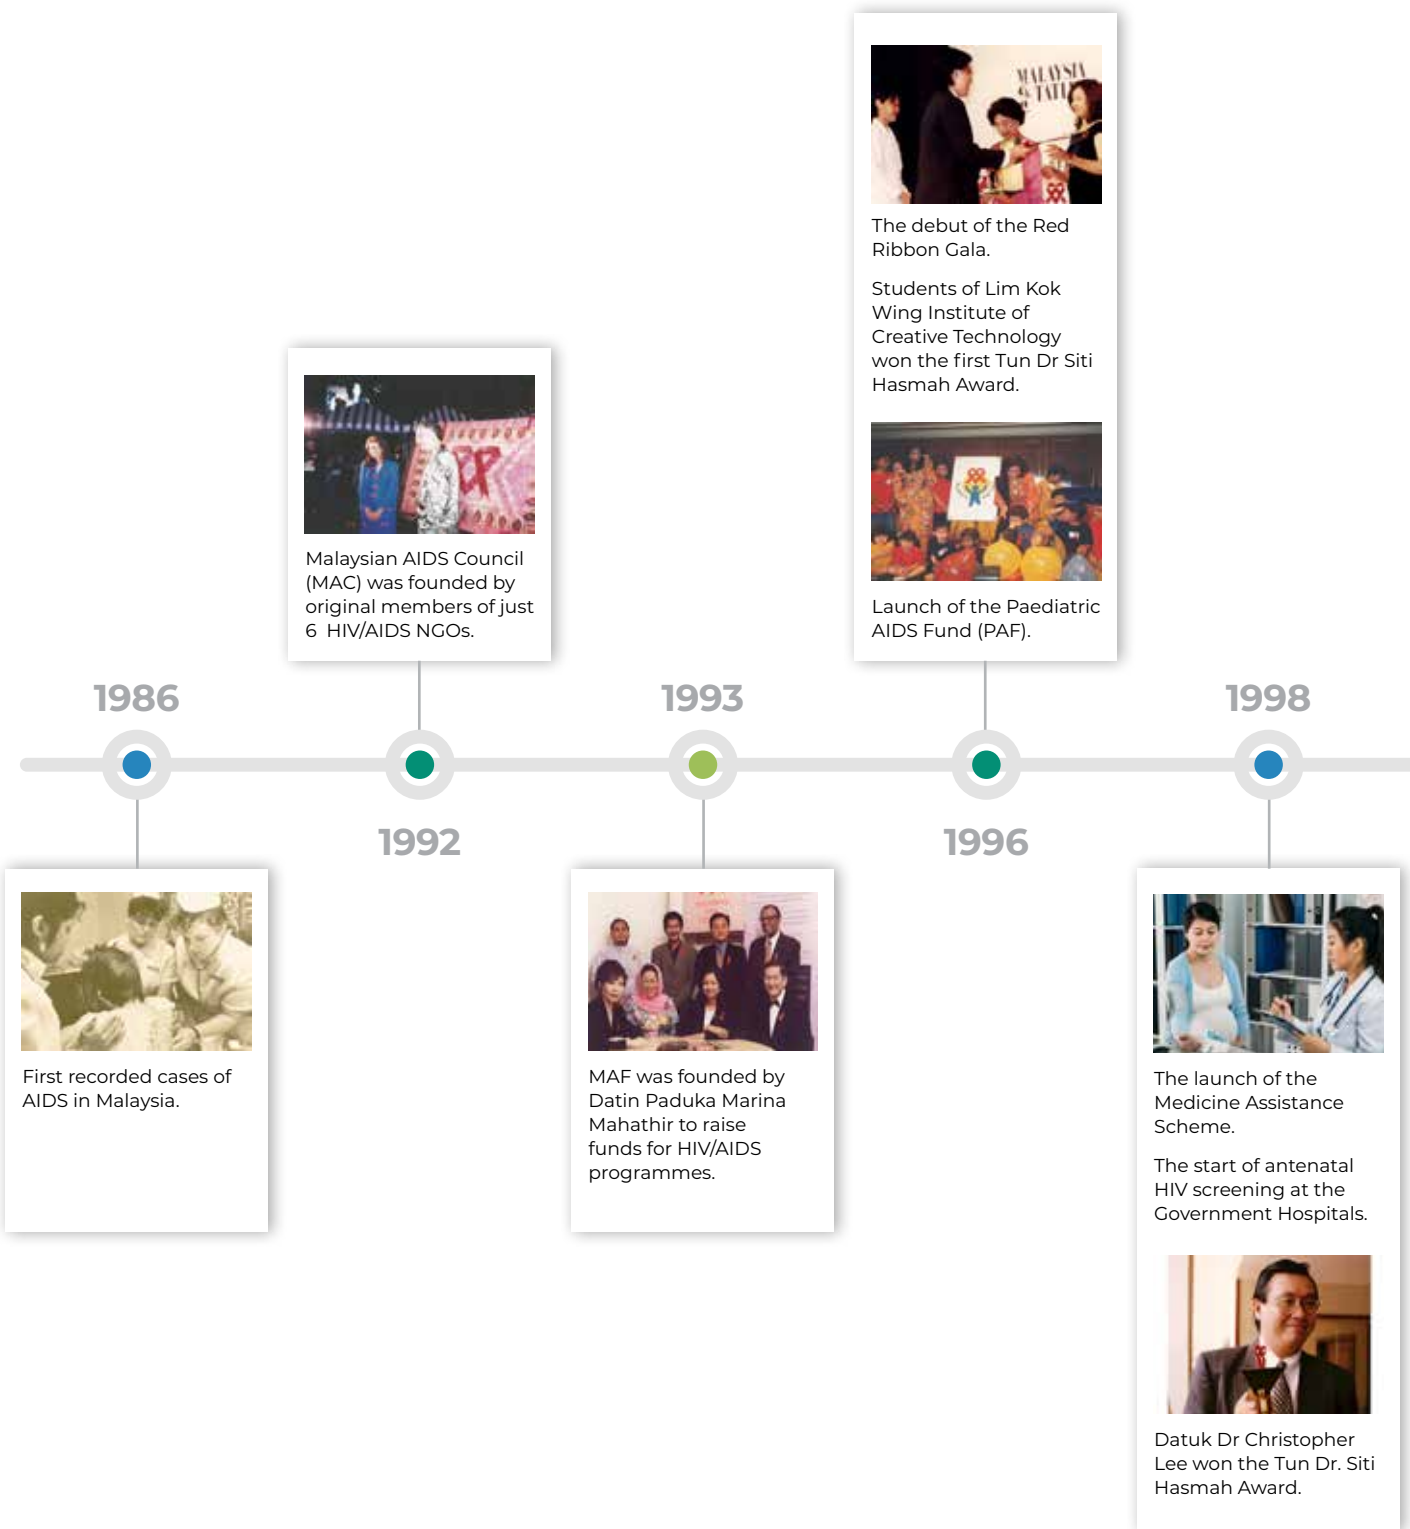 MALAYSIA
The debut of the Red
Ribbon Gala.
Students of Lim Kok
Wing Institute of
Creative Technology
won the first Tun Dr Siti
Hasmah Award.
Launch of the Paediatric
AIDS Fund (PAF).
Malaysian AIDS Council
(MAC) was founded by
original members of just
6 HIV/AIDS NGOs.
1986
1993
1998
1992
1996
First recorded cases of
AIDS in Malaysia.
MAF was founded by
Datin Paduka Marina
Mahathir to raise
funds for HIV/AIDS
programmes.
The launch of the
Medicine Assistance
Scheme.
The start of antenatal
HIV screening at the
Government Hospitals.
Datuk Dr Christopher
Lee won the Tun Dr. Siti
Hasmah Award.